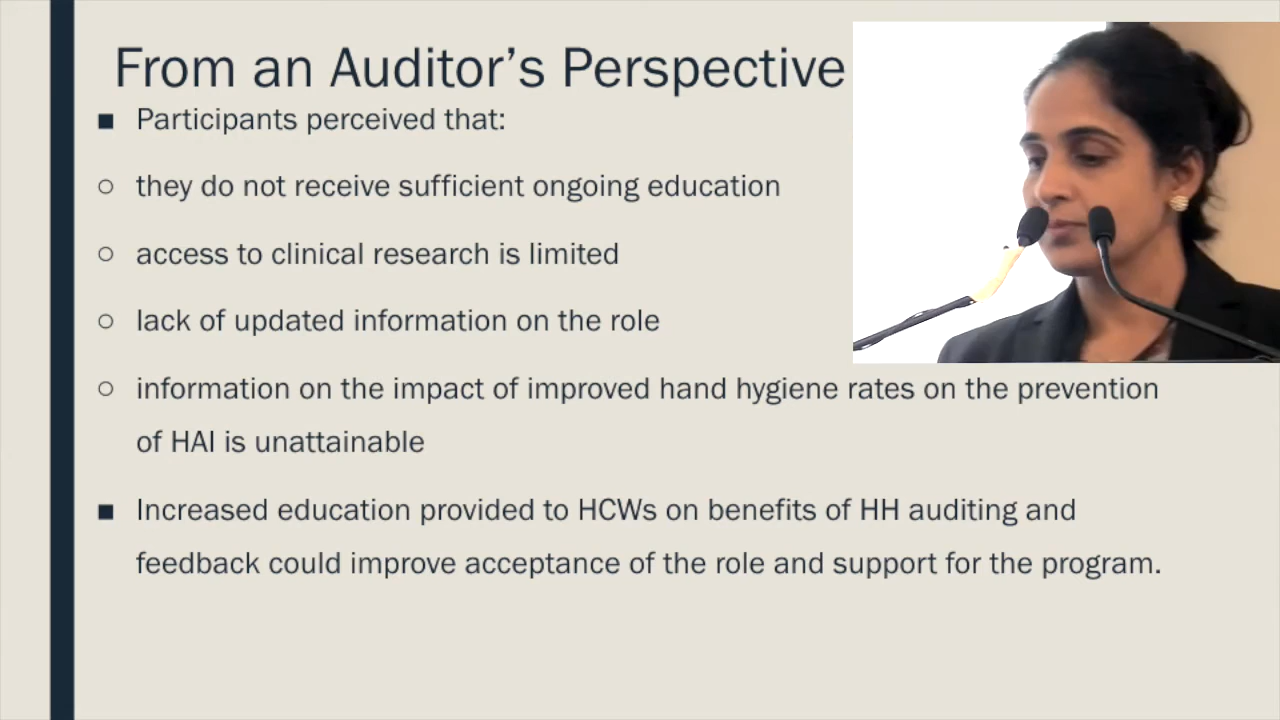 From an Auditor’s Perspective
■ Participants perceived that:
○ they do not receive sufficient ongoing education
○ access to clinical research is limited
○ lack of updated information on the role
○ information on the impact of improved hand hygiene rates on the prevention
of HAI is unattainable
■ Increased education provided to HCWs on benefits of HH auditing and
feedback could improve acceptance of the role and support for the program.